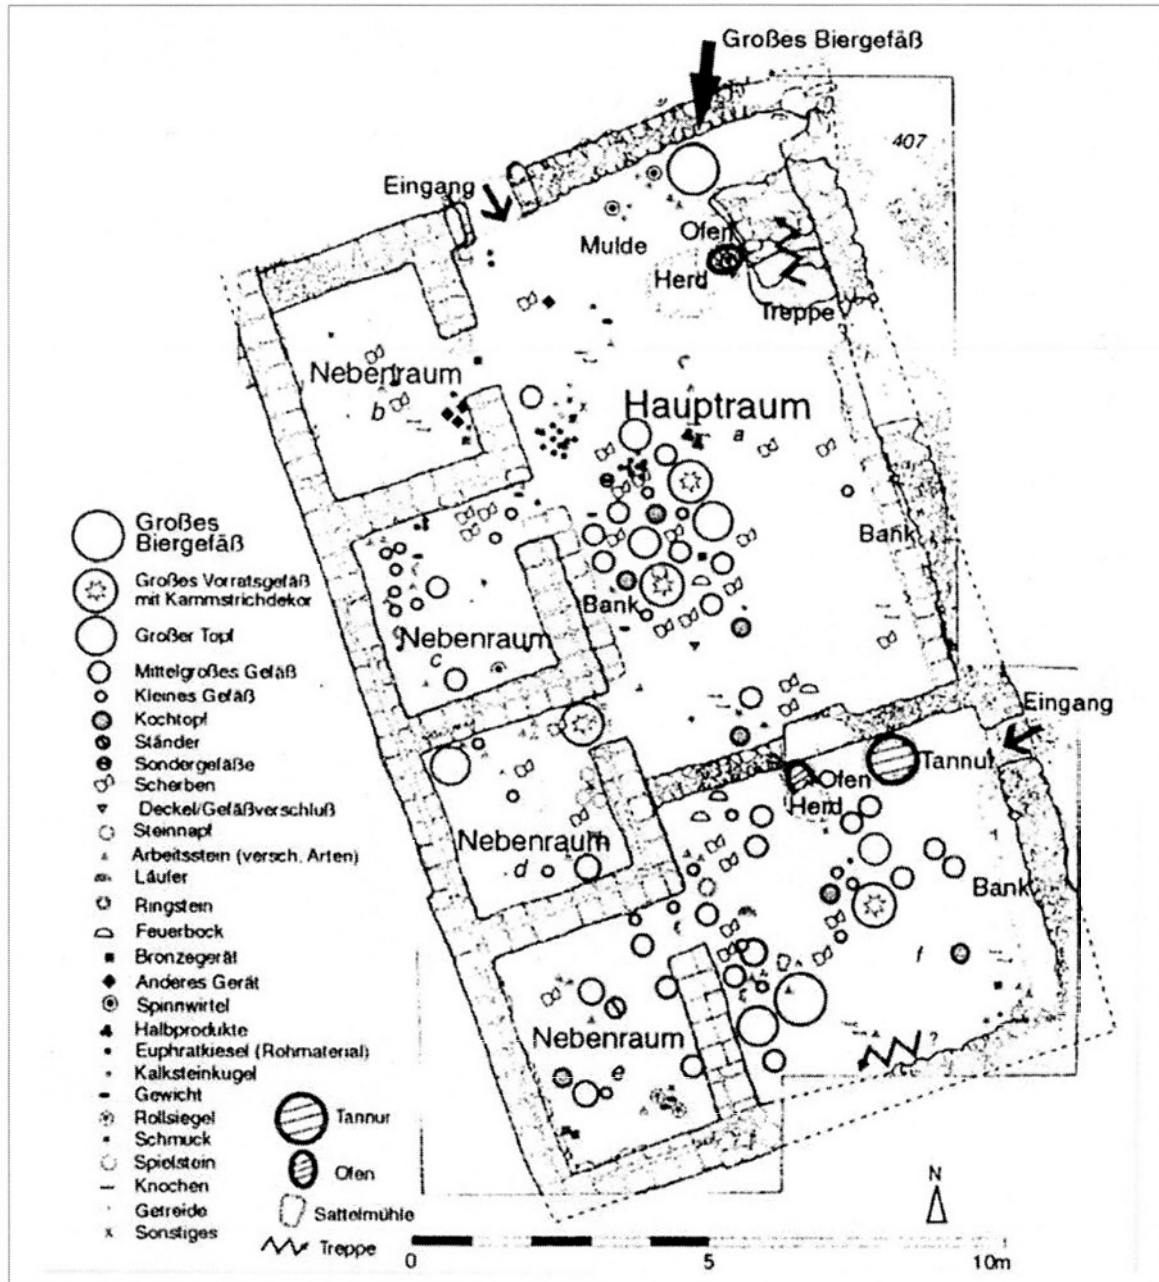 Großes Biergefäß
407
Eingang
Ofen
Mulde
Herd
Treppe
Nebenraum
b
Hauptraum
a
Bank
Bank
Nebenraum
c
Eingang
Tannur
Ofen
Herd
Nebenraum
d
Bank
f
?
Nebenraum
e
Großes
Biergefäß
Großes Vorratsgefäß
mit Kammstrichdekor
Großer Topf
Mittelgroßes Gefäß
Kleines Gefäß
Kochtopf
Ständer
Sondergefäße
Scherben
Deckel/Gefäßverschluß
Steinnapf
Arbeitsstein (versch. Arten)
Läufer
Ringstein
Feuerbock
Bronzegerät
Anderes Gerät
Spinnwirtel
Halbprodukte
Euphratkiesel (Rohmaterial)
Kalksteinkugel
Gewicht
Rollsiegel
Schmuck
Spielstein
Knochen
Getreide
Sonstiges
Tannur
Ofen
Sattelmühle
Treppe
N
0 5 10m